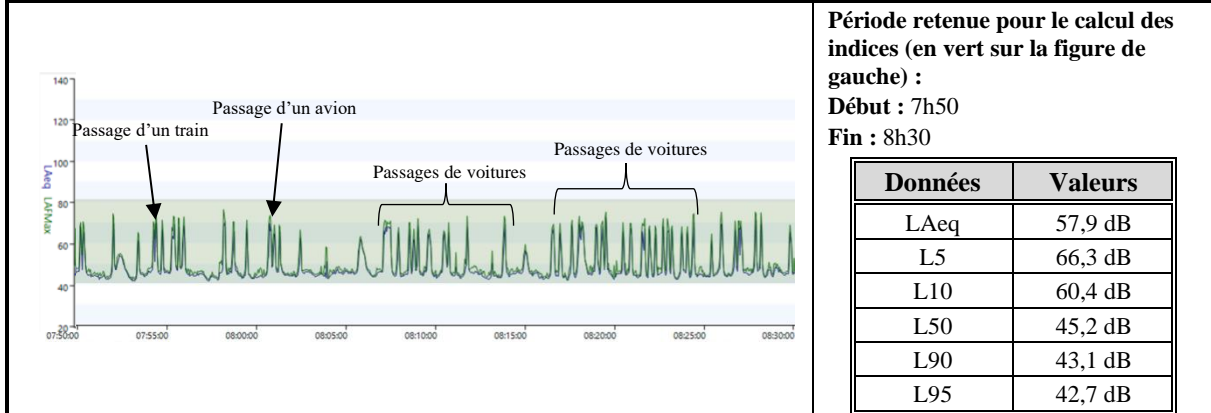 140
120
100
80
60
40
20
LAeq LAFMax
Passage d’un avion
Passage d’un train
Passages de voitures
Passages de voitures
07:50:00 07:55:00 08:00:00 08:05:00 08:10:00 08:15:00 08:20:00 08:25:00 08:30:00
Période retenue pour le calcul des
indices (en vert sur la figure de
gauche) :
Début : 7h50
Fin : 8h30
Données Valeurs
LAeq 57,9 dB
L5 66,3 dB
L10 60,4 dB
L50 45,2 dB
L90 43,1 dB
L95 42,7 dB